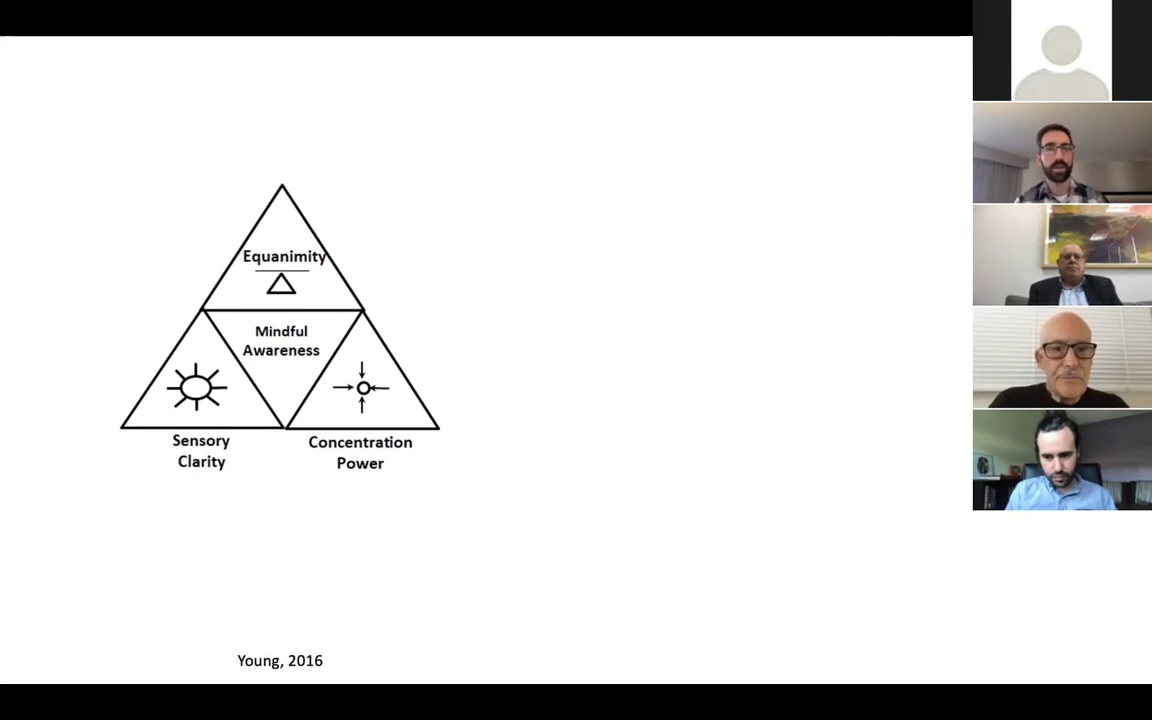 Equanimity
Mindful
Awareness
Sensory
Clarity
Concentration
Power
Young, 2016